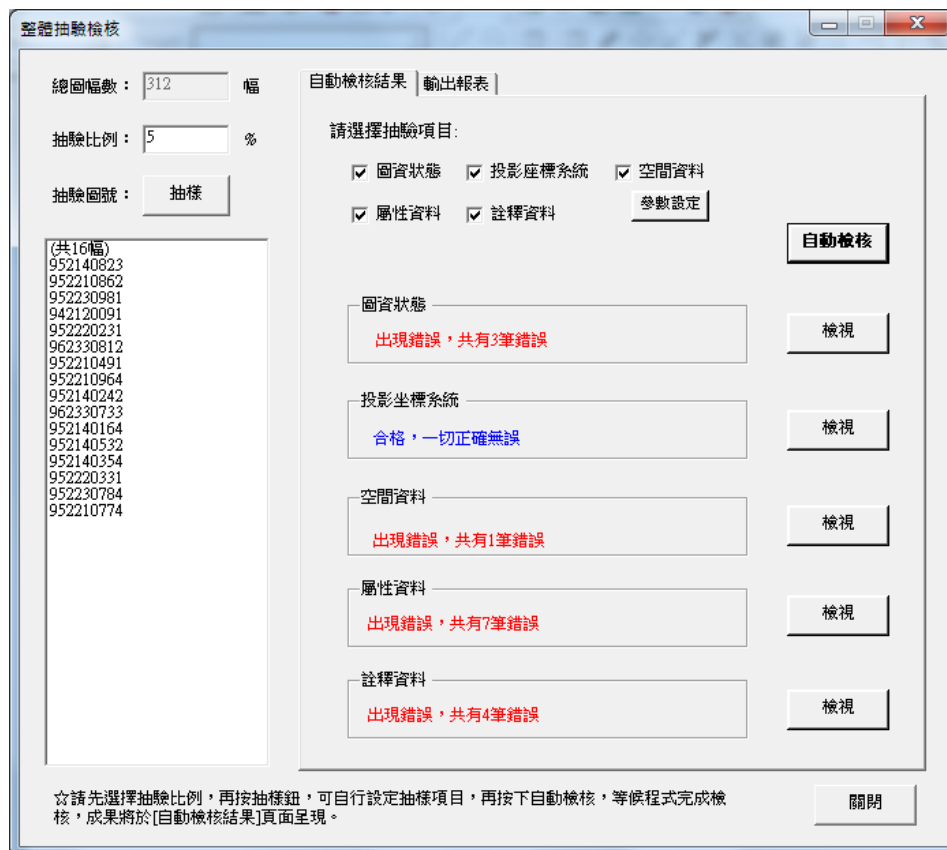 整體抽驗檢核
總圖幅數： 312 幅
抽驗比例： 5 %
抽驗圖號： 抽樣
(共16幅)
952140823
952210862
952230981
942120091
952220231
962330812
952210491
952210964
952140242
962330733
952140164
952140532
952140354
952220331
952230784
952210774
自動檢核結果 輸出報表
請選擇抽驗項目:
圖資狀態 投影座標系統 空間資料
屬性資料 詮釋資料 參數設定
自動檢核
圖資狀態
出現錯誤，共有3筆錯誤 檢視
投影坐標系統
合格，一切正確無誤 檢視
空間資料
出現錯誤，共有1筆錯誤 檢視
屬性資料
出現錯誤，共有7筆錯誤 檢視
詮釋資料
出現錯誤，共有4筆錯誤 檢視
☆請先選擇抽驗比例，再按抽樣鈕，可自行設定抽樣項目，再按下自動檢核，等候程式完成檢
核，成果將於[自動檢核結果]頁面呈現。
關閉